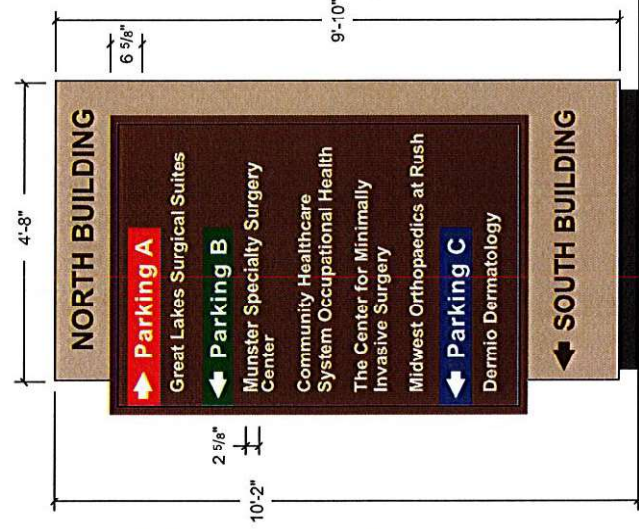 4'-8"
6 5/8"
9'-10"
10'-2"
2 5/8"
NORTH BUILDING
Parking A
Great Lakes Surgical Suites
Parking B
Munster Specialty Surgery
Center
Community Healthcare
System Occupational Health
The Center for Minimally
Invasive Surgery
Midwest Orthopaedics at Rush
Parking C
Dermio Dermatology
SOUTH BUILDING